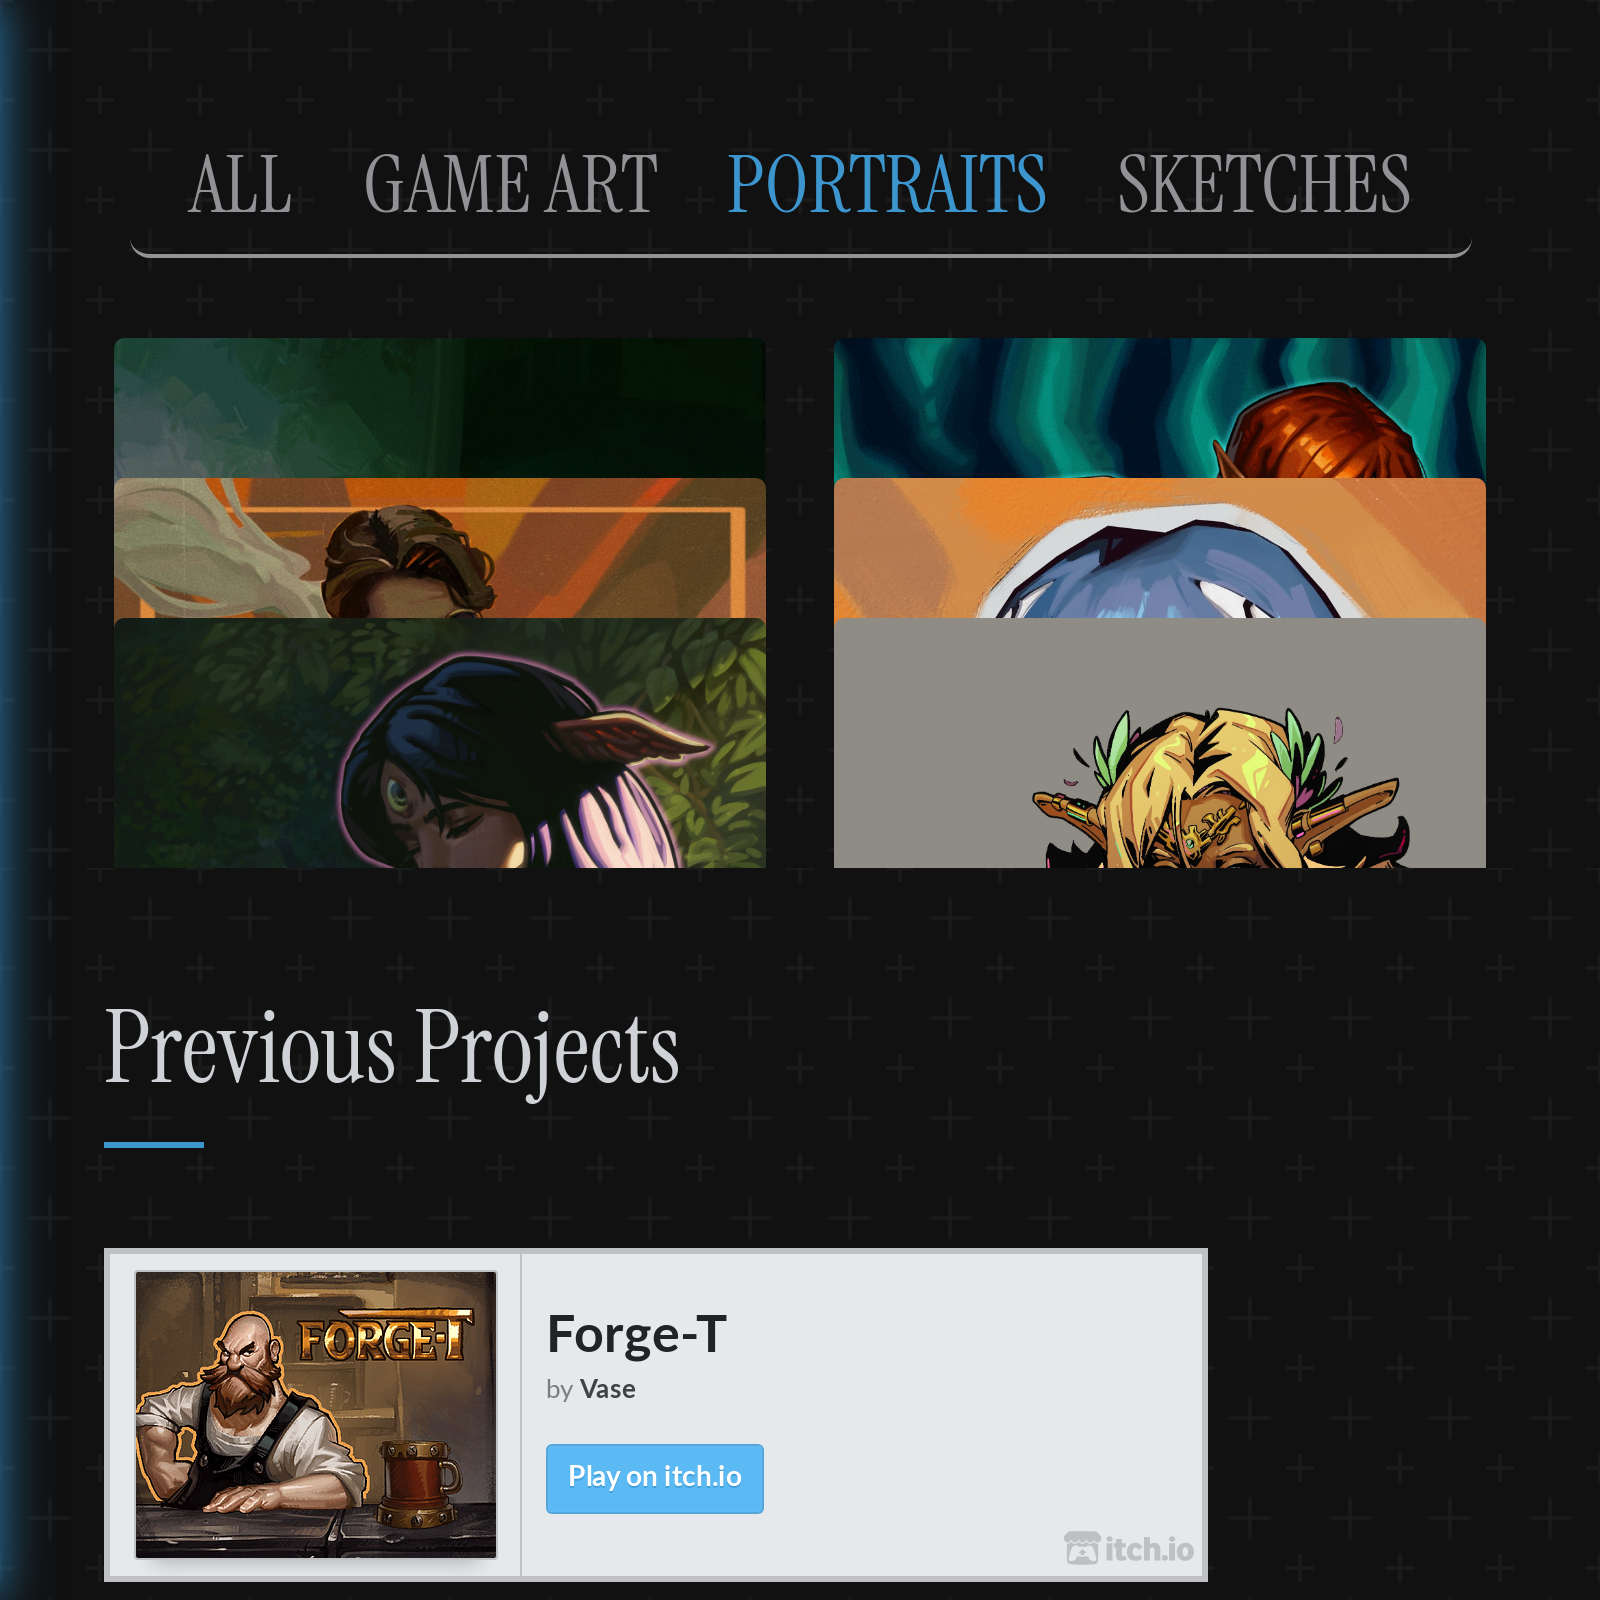 ALL GAME ART PORTRAITS SKETCHES
Previous Projects
FORGE-T
Forge-T
by Vase
Play on itch.io
itch.io